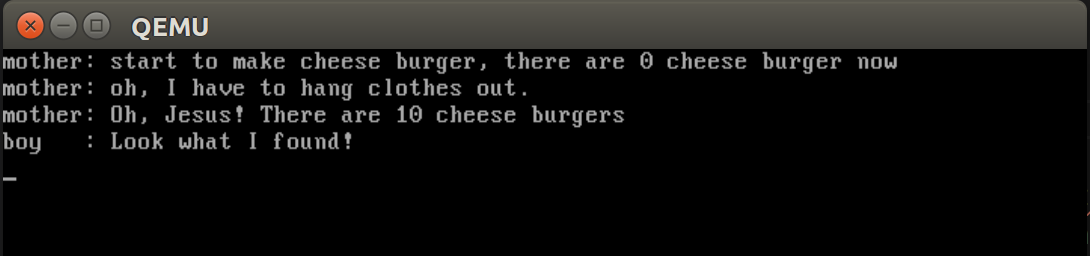 QEMU
mother: start to make cheese burger, there are 0 cheese burger now
mother: oh, I have to hang clothes out.
mother: Oh, Jesus! There are 10 cheese burgers
boy   : Look what I found!
_